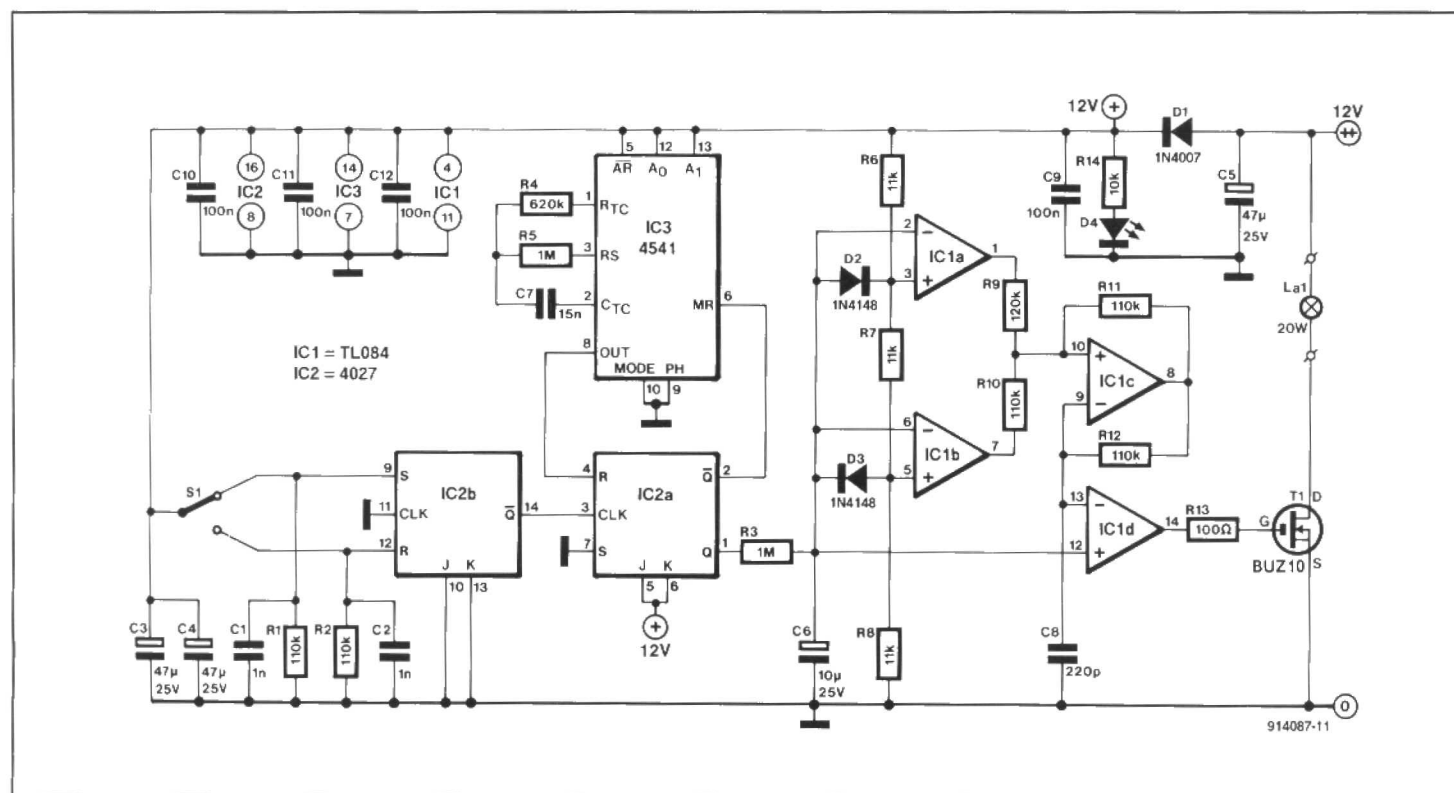 C10
100n
16
IC2
8
C11
100n
14
IC3
7
C12
100n
4
IC1
11
IC1 = TL084
IC2 = 4027
5 12 13
AR A0 A1
R4
620k
1
RTC
R5
1M
3
RS
C7
15n
2
CTC
IC3
4541
MR
6
8
OUT
MODE PH
10 9
S1
9
S
11
CLK
12
R
IC2b
Q
14
J K
10 13
4
R
3
CLK
7
S
IC2a
Q
2
Q
1
J K
5 6
+
12V
R3
1M
C3
47µ
25V
C4
47µ
25V
C1
1n
R1
110k
R2
110k
C2
1n
R6
11k
D2
1N4148
R7
11k
D3
1N4148
R8
11k
C6
10µ
25V
2
−
3
+
IC1a
1
6
−
5
+
IC1b
7
R9
120k
R10
110k
R11
110k
10
+
9
−
IC1c
8
R12
110k
13
−
12
+
IC1d
14
C8
220p
R13
100Ω
G
T1 D
S
BUZ10
12V
+
D1
1N4007
12V
++
C9
100n
R14
10k
D4
C5
47µ
25V
La1
20W
0
914087-11